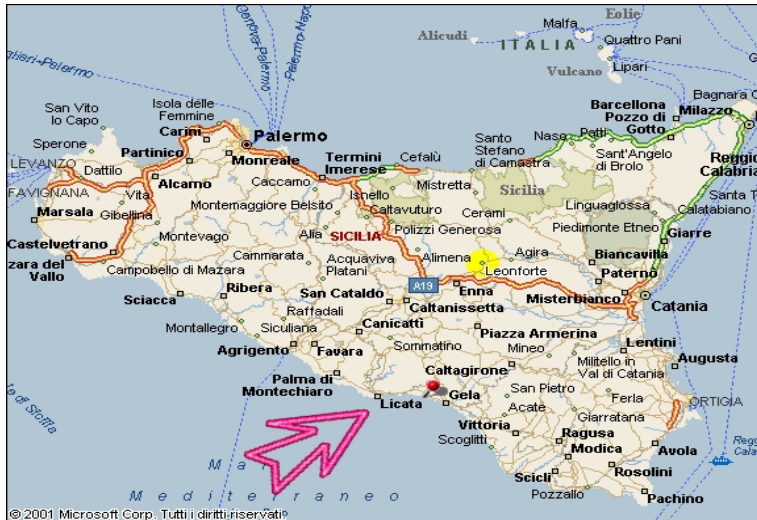 Eolie
Malfa
Alicudi
ITALIA
Quattro Pani
Lipari
Vulcano
Genova-Palermo
Palermo-Napo
gliari-Palermo
Bagnara C
Barcellona
Pozzo di
Gotto
Milazzo
Isola delle
Femmine
San Vito
lo Capo
Carini
Palermo
Sperone
Partinico
Monreale
Termini
Imerese
Cefalù
Santo
Stefano
di Camastra
Naso
Patti
Sant'Angelo
di Brolo
Reggio
Calabria
LEVANZO
Dattilo
Alcamo
Caccamo
Isnello
Mistretta
Sicilia
FAVIGNANA
Vita
Gibellina
Montemaggiore Belsito
Caltavuturo
Cerami
Linguaglossa
Santa T
Calatabiano
Marsala
Montevago
Alia
SICILIA
Polizzi Generosa
Piedimonte Etneo
Giarre
Castelvetrano
Cammarata
Acquaviva
Platani
Alimena
Agira
Leonforte
Biancavilla
zara del
Vallo
Campobello di Mazara
Paternò
Sciacca
Ribera
San Cataldo
A19
Enna
Misterbianco
Catania
Caltanissetta
Raffadali
Montallegro
Siculiana
Canicattì
Piazza Armerina
Lentini
Agrigento
Favara
Sommatino
Mineo
Militello in
Val di Catania
Augusta
Caltagirone
Palma di
Montechiaro
San Pietro
Ferla
ORTIGIA
Licata
Gela
Acate
Giarratana
Vittoria
Scoglitti
Ragusa
Modica
Avola
Scicli
Rosolini
Pozzallo
Pachino
Mediterraneo
© 2001 Microsoft Corp. Tutti i diritti riservati.